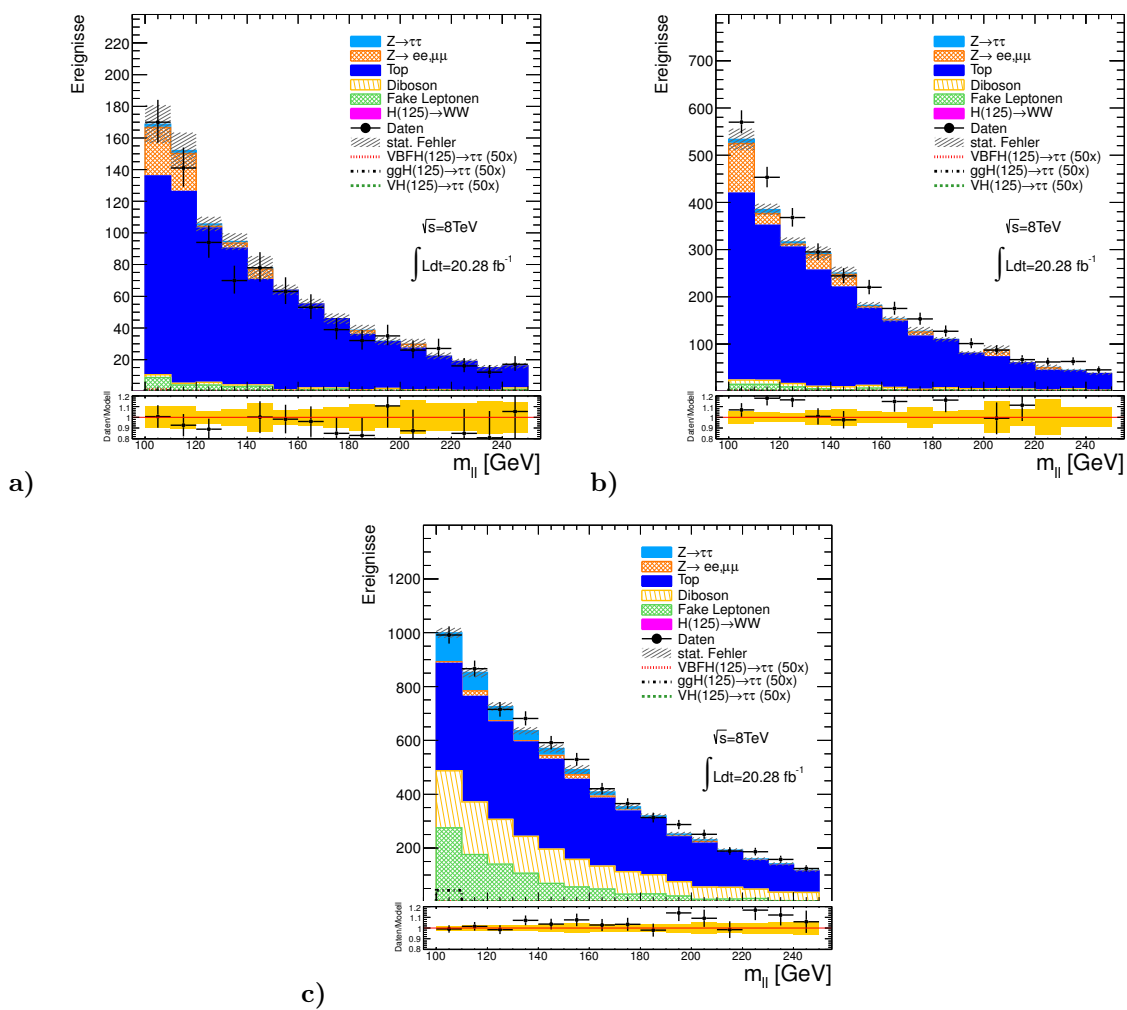 Ereignisse
220
200
180
160
140
120
100
80
60
40
20
Z→ττ
Z→ ee,μμ
Top
Diboson
Fake Leptonen
H(125)→WW
Daten
stat. Fehler
VBFH(125)→ττ (50x)
ggH(125)→ττ (50x)
VH(125)→ττ (50x)
√s=8TeV
∫ Ldt=20.28 fb⁻¹
Daten/Modell
1.2
1.1
1
0.9
0.8
100 120 140 160 180 200 220 240
m_ll [GeV]
a)
Ereignisse
700
600
500
400
300
200
100
Z→ττ
Z→ ee,μμ
Top
Diboson
Fake Leptonen
H(125)→WW
Daten
stat. Fehler
VBFH(125)→ττ (50x)
ggH(125)→ττ (50x)
VH(125)→ττ (50x)
√s=8TeV
∫ Ldt=20.28 fb⁻¹
Daten/Modell
1.2
1.1
1
0.9
0.8
100 120 140 160 180 200 220 240
m_ll [GeV]
b)
Ereignisse
1200
1000
800
600
400
200
Z→ττ
Z→ ee,μμ
Top
Diboson
Fake Leptonen
H(125)→WW
Daten
stat. Fehler
VBFH(125)→ττ (50x)
ggH(125)→ττ (50x)
VH(125)→ττ (50x)
√s=8TeV
∫ Ldt=20.28 fb⁻¹
Daten/Modell
1.2
1.1
1
0.9
0.8
100 120 140 160 180 200 220 240
m_ll [GeV]
c)